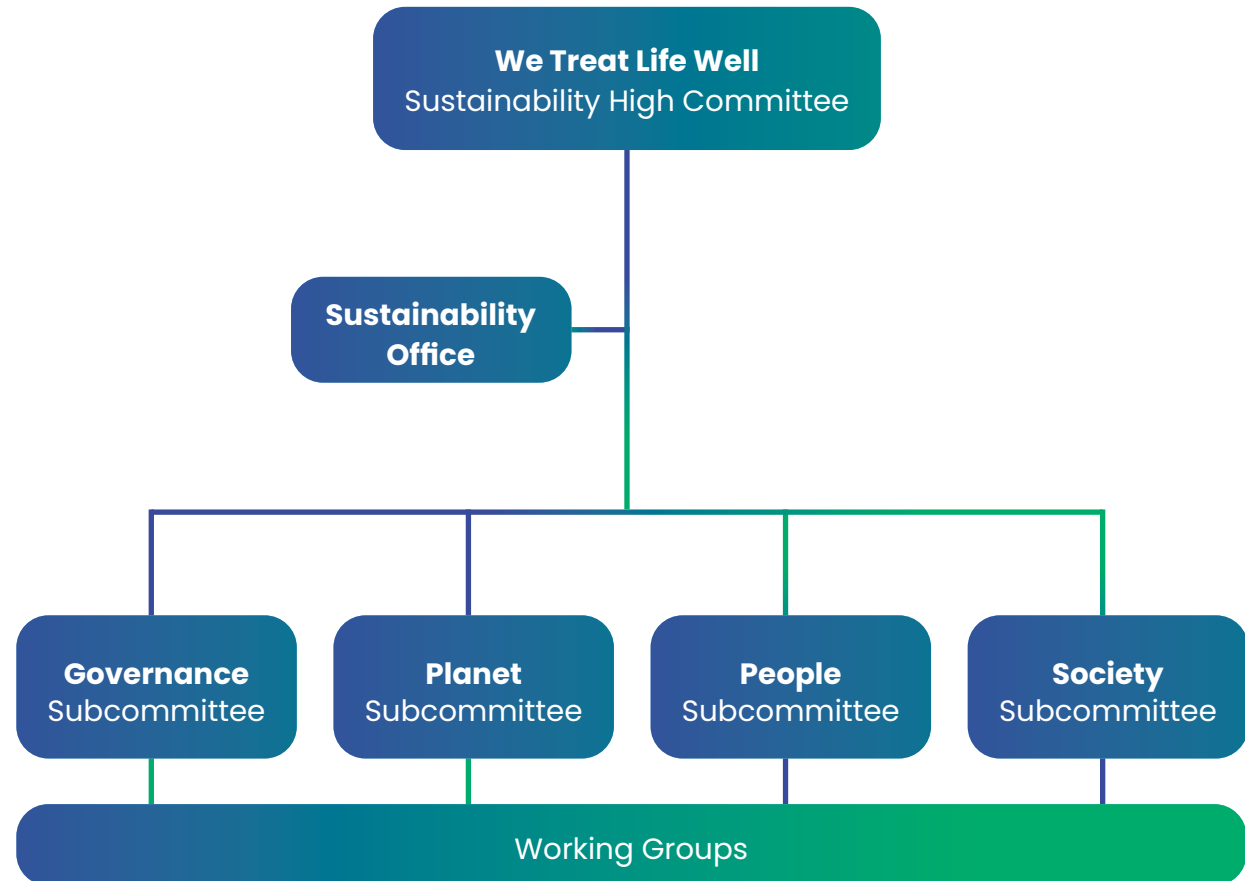 We Treat Life Well
Sustainability High Committee
Sustainability
Office
Governance
Subcommittee
Planet
Subcommittee
People
Subcommittee
Society
Subcommittee
Working Groups